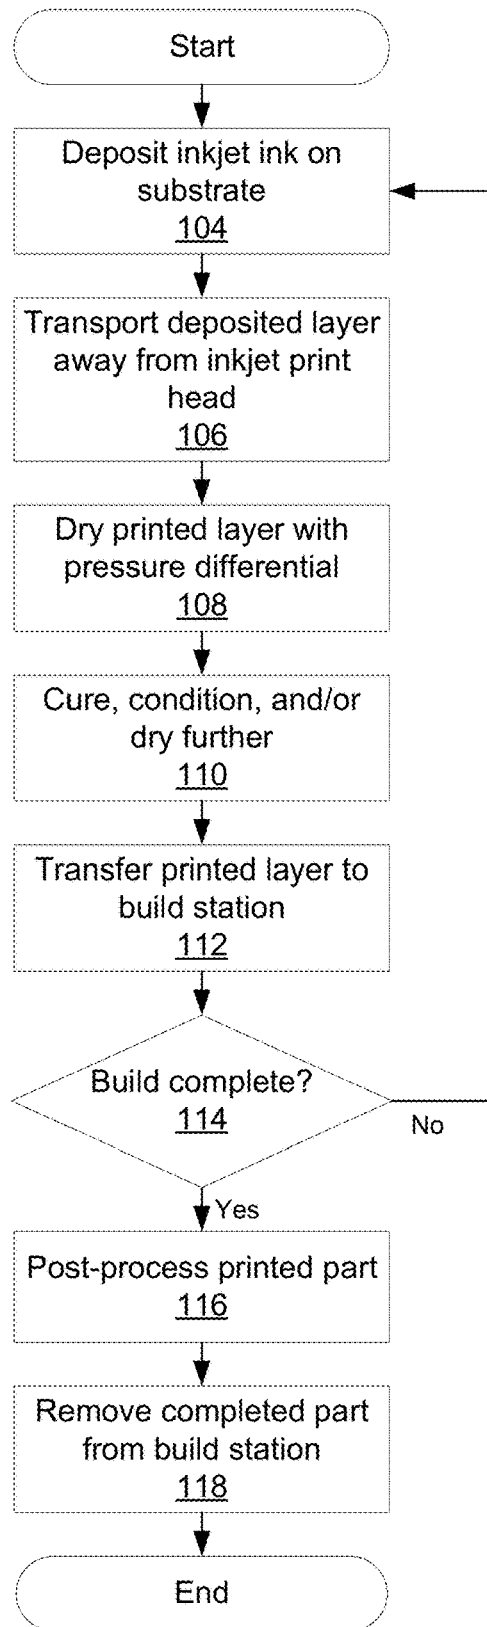 Start
Deposit inkjet ink on
substrate
104
Transport deposited layer
away from inkjet print
head
106
Dry printed layer with
pressure differential
108
Cure, condition, and/or
dry further
110
Transfer printed layer to
build station
112
Build complete?
114
No
Yes
Post-process printed part
116
Remove completed part
from build station
118
End